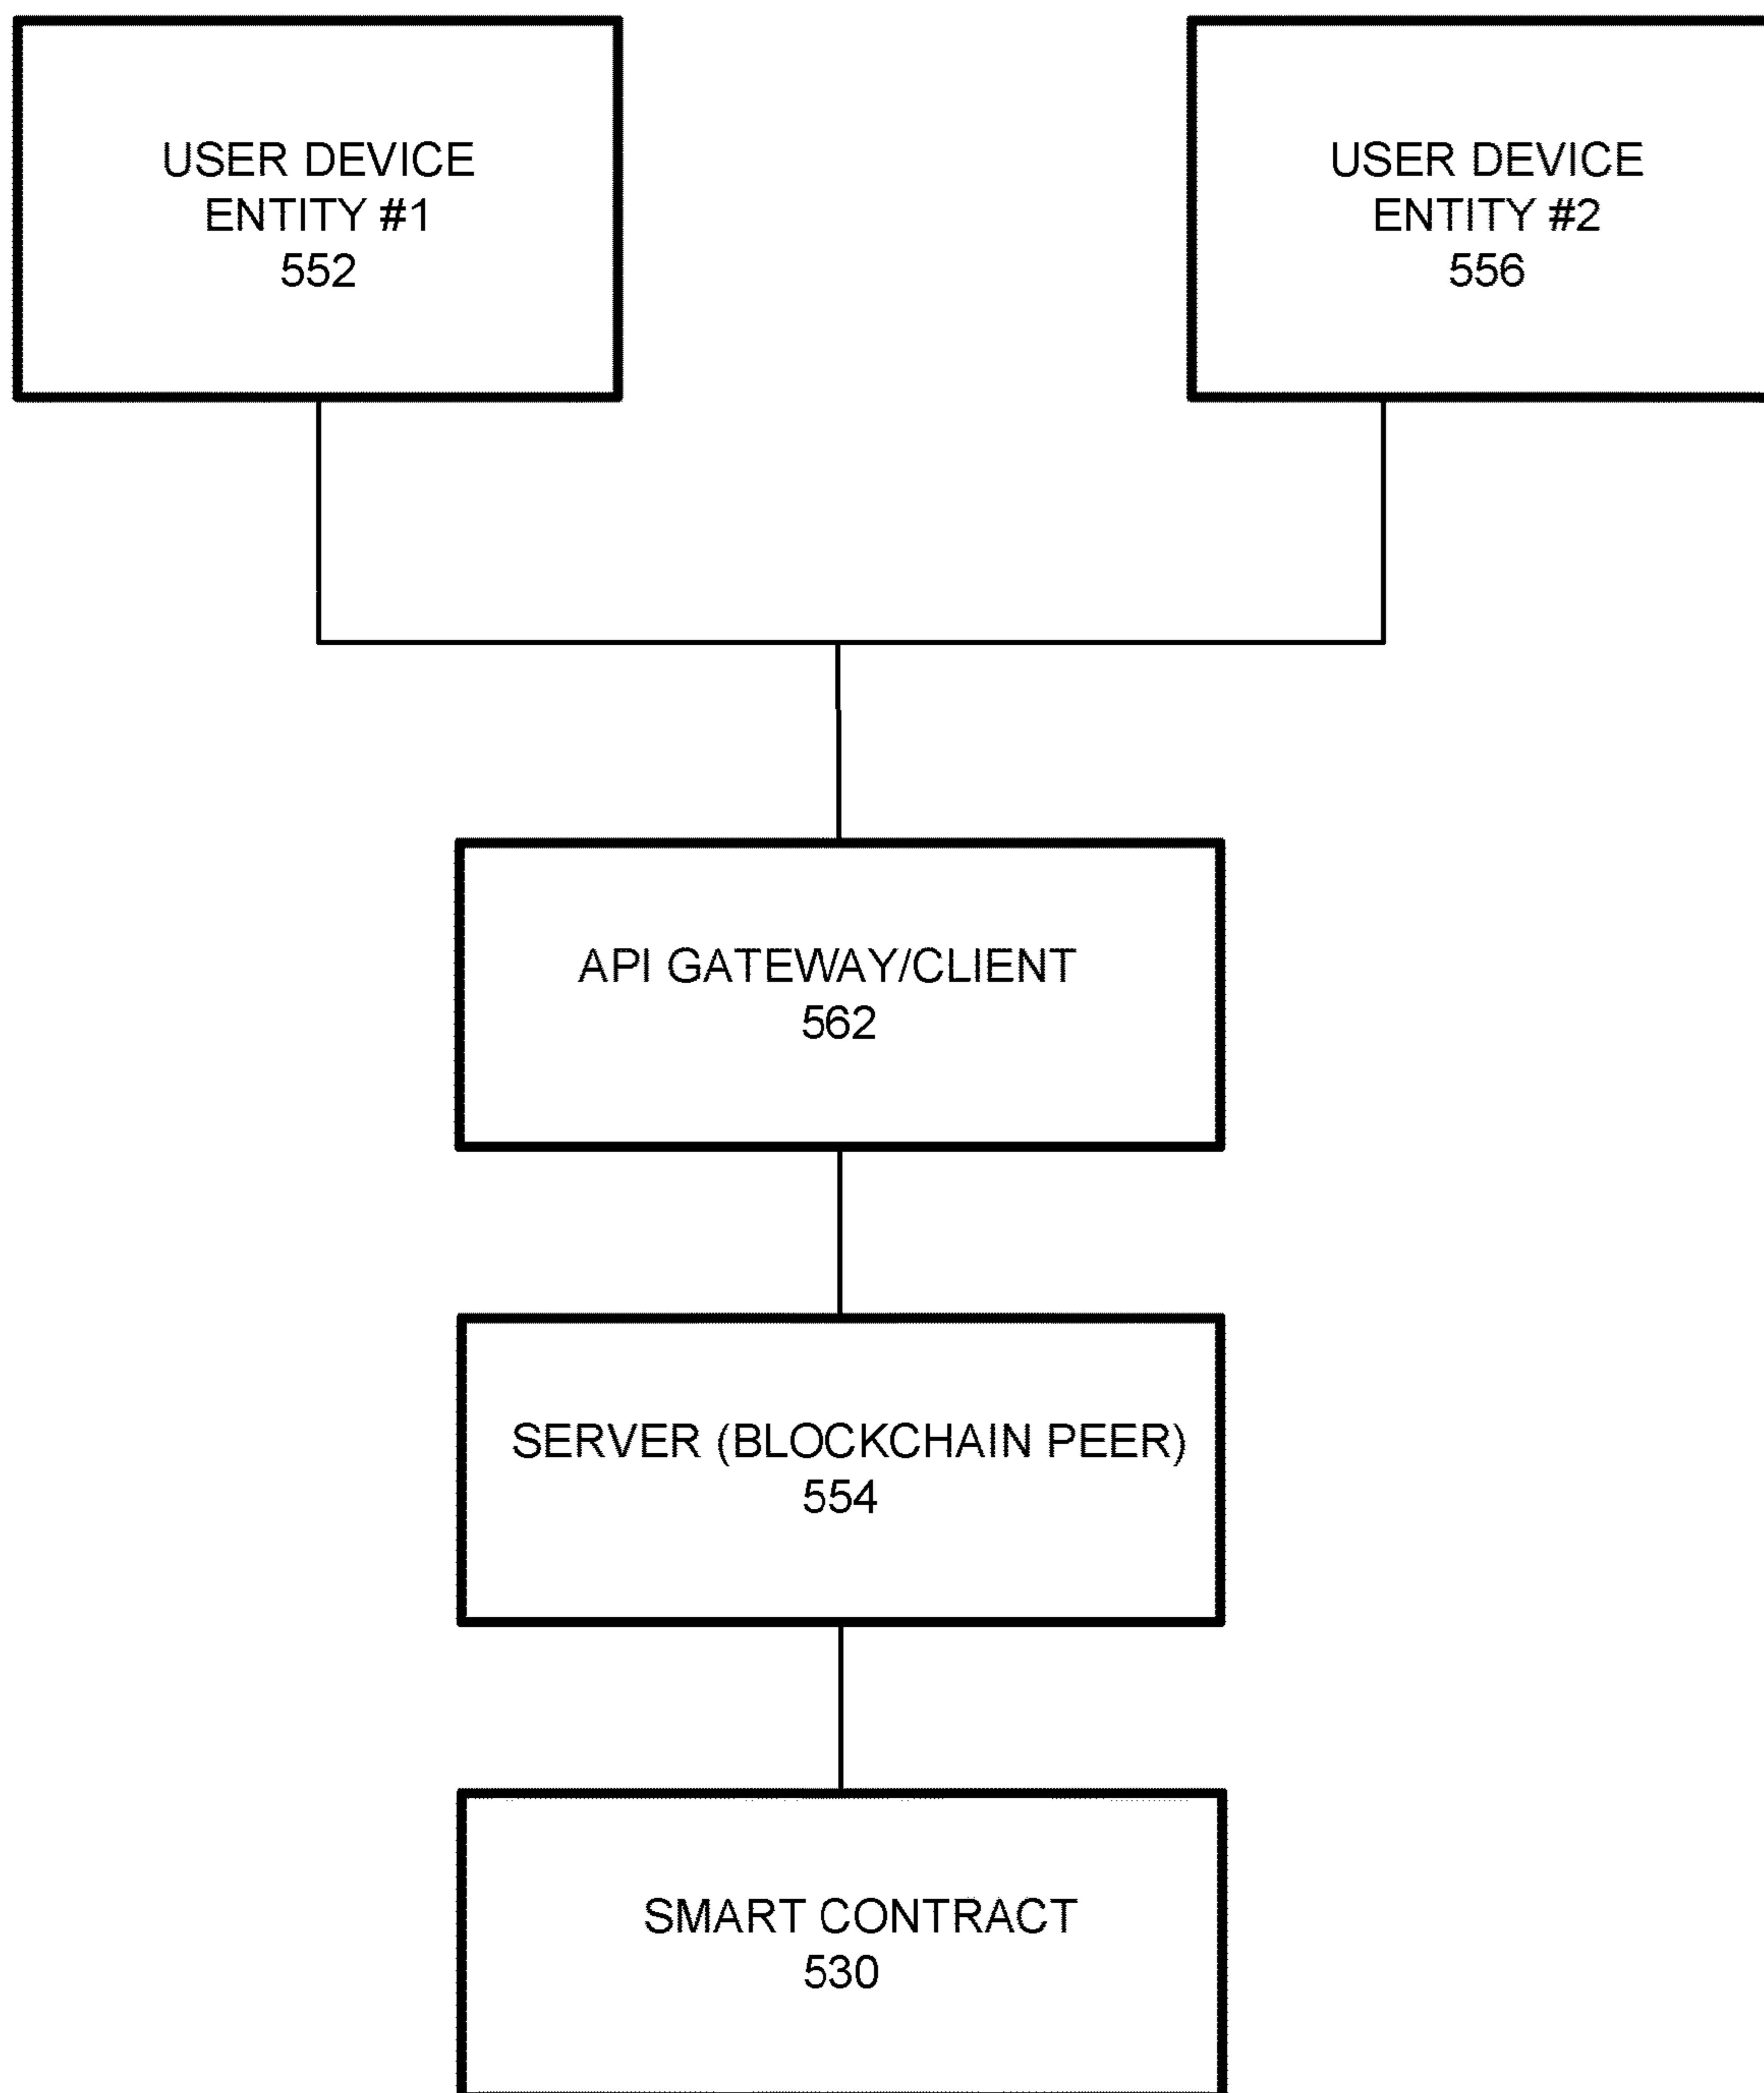 USER DEVICE
ENTITY #1
552
USER DEVICE
ENTITY #2
556
API GATEWAY/CLIENT
562
SERVER (BLOCKCHAIN PEER)
554
SMART CONTRACT
530